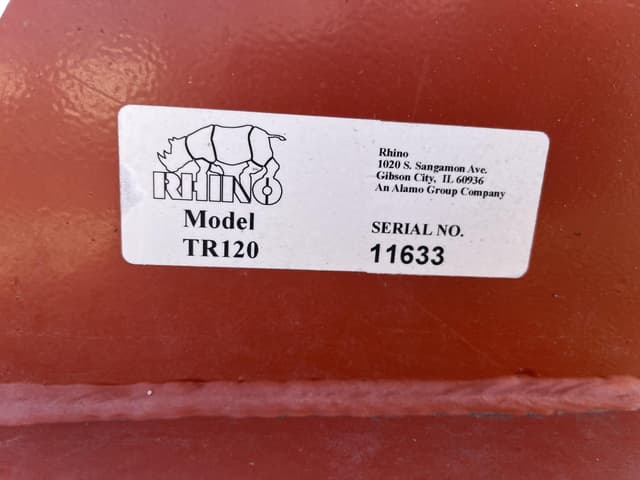 RHINO
Model
TR120
Rhino
1020 S. Sangamon Ave.
Gibson City, IL 60936
An Alamo Group Company
SERIAL NO.
11633